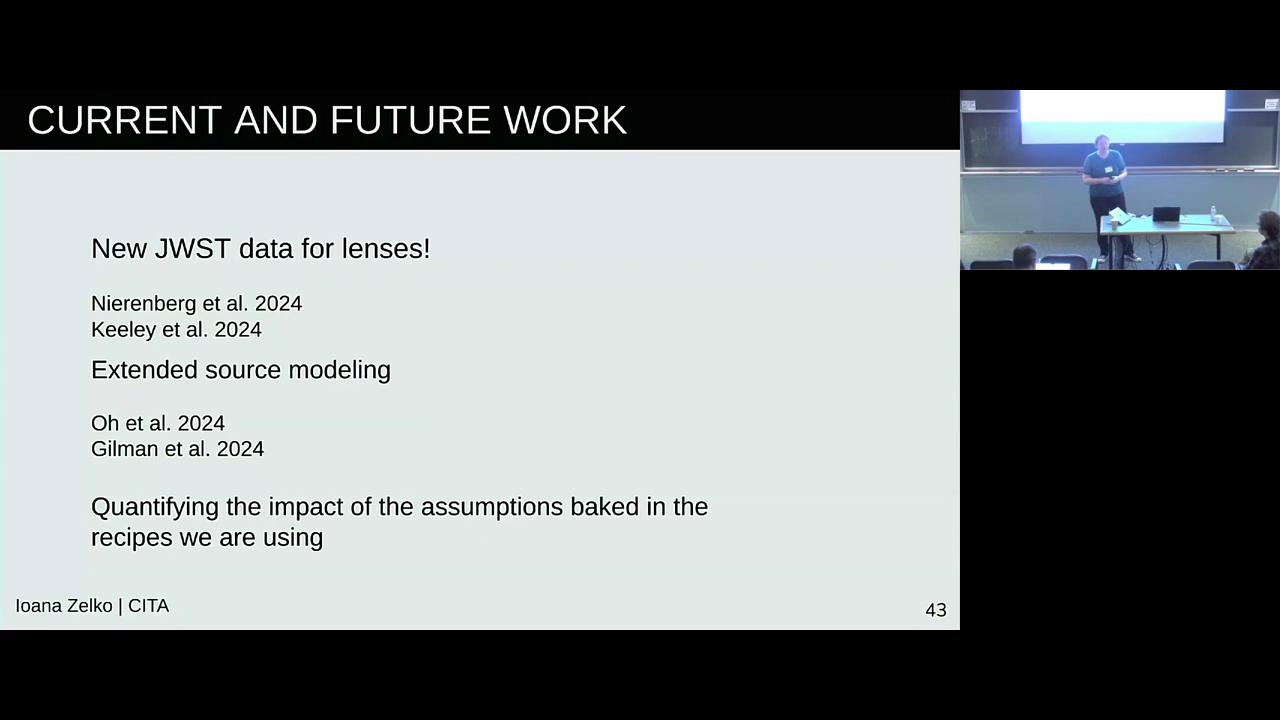 CURRENT AND FUTURE WORK
New JWST data for lenses!
Nierenberg et al. 2024
Keeley et al. 2024
Extended source modeling
Oh et al. 2024
Gilman et al. 2024
Quantifying the impact of the assumptions baked in the
recipes we are using
Ioana Zelko | CITA
43